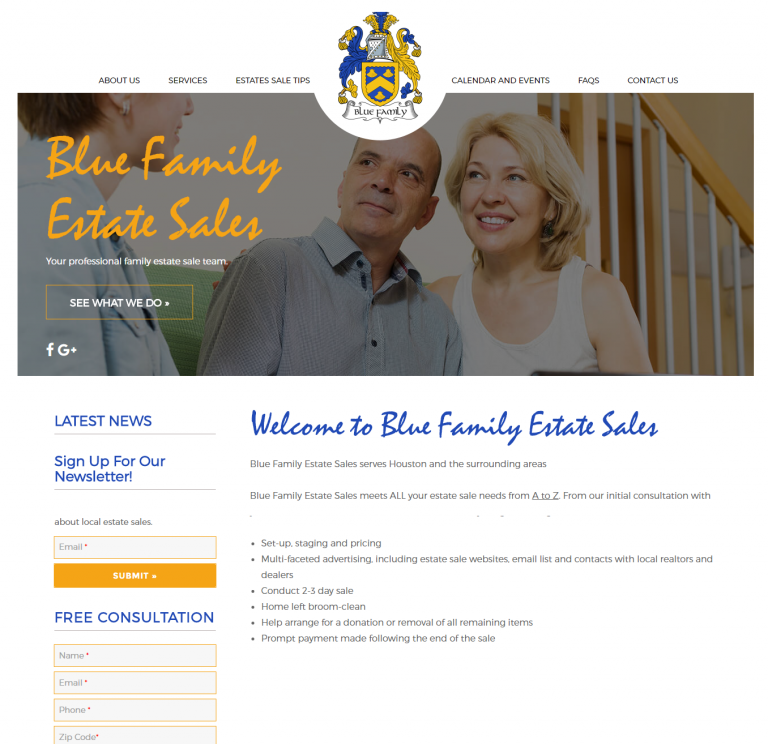 ABOUT US
SERVICES
ESTATES SALE TIPS
CALENDAR AND EVENTS
FAQS
CONTACT US
BLUE FAMILY
Blue Family
Estate Sales
Your professional family estate sale team.
SEE WHAT WE DO »
f G+
LATEST NEWS
Sign Up For Our
Newsletter!
about local estate sales.
Email *
SUBMIT »
FREE CONSULTATION
Name *
Email *
Phone *
Zip Code*
Welcome to Blue Family Estate Sales
Blue Family Estate Sales serves Houston and the surrounding areas
Blue Family Estate Sales meets ALL your estate sale needs from A to Z. From our initial consultation with
• Set-up, staging and pricing
• Multi-faceted advertising, including estate sale websites, email list and contacts with local realtors and
dealers
• Conduct 2-3 day sale
• Home left broom-clean
• Help arrange for a donation or removal of all remaining items
• Prompt payment made following the end of the sale